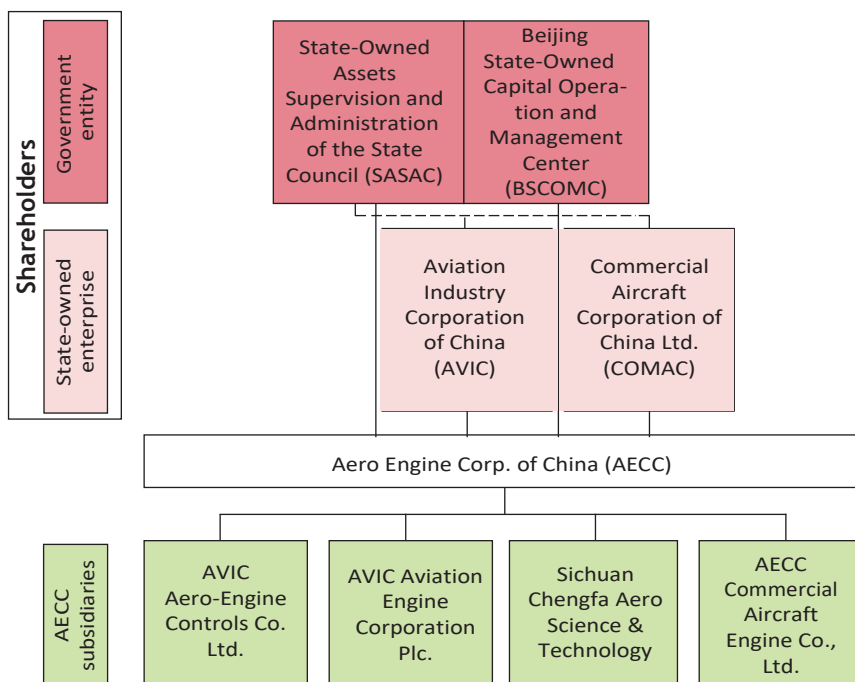 Shareholders
Government
entity
State-owned
enterprise
State-Owned
Assets
Supervision and
Administration
of the State
Council (SASAC)
Beijing
State-Owned
Capital Opera-
tion and
Management
Center
(BSCOMC)
Aviation
Industry
Corporation
of China
(AVIC)
Commercial
Aircraft
Corporation of
China Ltd.
(COMAC)
Aero Engine Corp. of China (AECC)
AECC
subsidiaries
AVIC
Aero-Engine
Controls Co.
Ltd.
AVIC Aviation
Engine
Corporation
Plc.
Sichuan
Chengfa Aero
Science &
Technology
AECC
Commercial
Aircraft
Engine Co.,
Ltd.